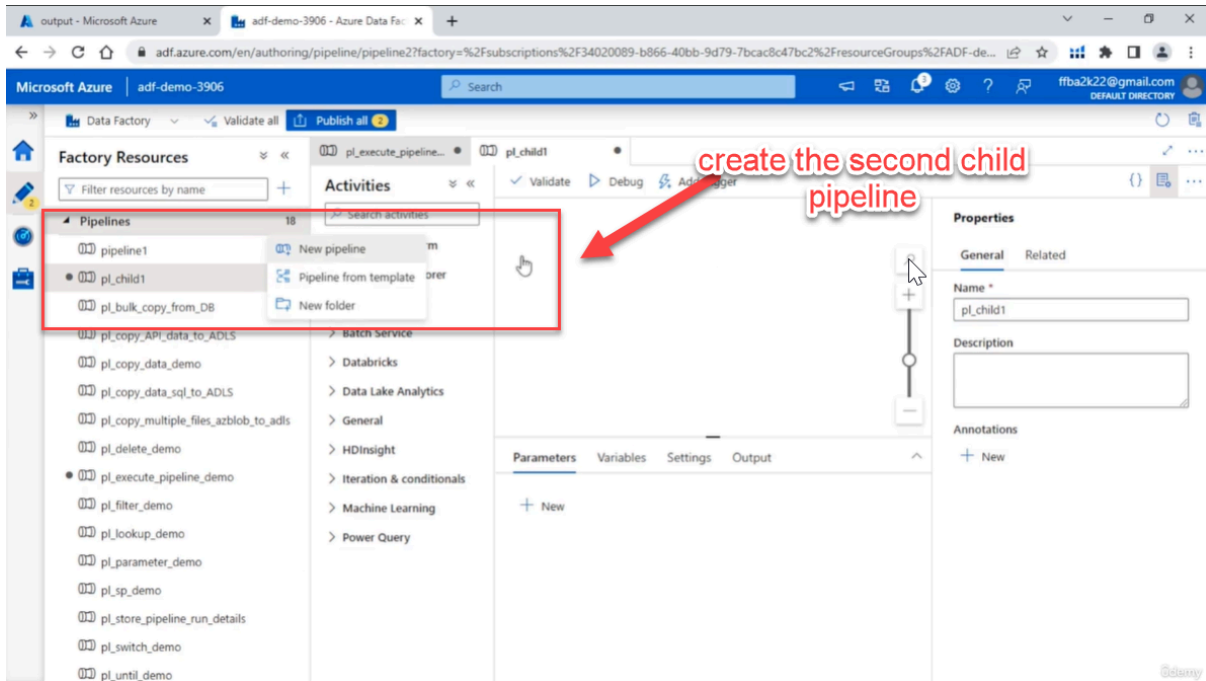 output - Microsoft Azure
adf-demo-3906 - Azure Data Fac
adf.azure.com/en/authoring/pipeline/pipeline2?factory=%2Fsubscriptions%2F34020089-b866-40bb-9d79-7bcac8c47bc2%2FresourceGroups%2FADF-de...
Microsoft Azure
adf-demo-3906
Search
3
ffba2k22@gmail.com
DEFAULT DIRECTORY
Data Factory
Validate all
Publish all 2
2
Factory Resources
Filter resources by name
Pipelines 18
pipeline1
pl_child1
pl_bulk_copy_from_DB
pl_copy_API_data_to_ADLS
pl_copy_data_demo
pl_copy_data_sql_to_ADLS
pl_copy_multiple_files_azblob_to_adls
pl_delete_demo
pl_execute_pipeline_demo
pl_filter_demo
pl_lookup_demo
pl_parameter_demo
pl_sp_demo
pl_store_pipeline_run_details
pl_switch_demo
pl_until_demo
New pipeline
Pipeline from template
New folder
pl_execute_pipeline...
pl_child1
Activities
Search activities
Batch Service
Databricks
Data Lake Analytics
General
HDInsight
Iteration & conditionals
Machine Learning
Power Query
Validate
Debug
create the second child
pipeline
Parameters
Variables
Settings
Output
New
Properties
General
Related
Name *
pl_child1
Description
Annotations
New
ûdemy